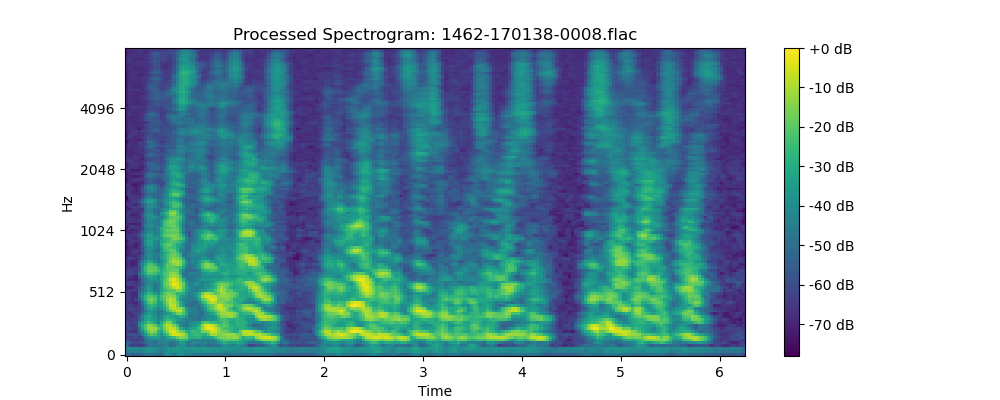 Processed Spectrogram: 1462-170138-0008.flac
Hz
4096
2048
1024
512
0
0 1 2 3 4 5 6
Time
+0 dB
-10 dB
-20 dB
-30 dB
-40 dB
-50 dB
-60 dB
-70 dB